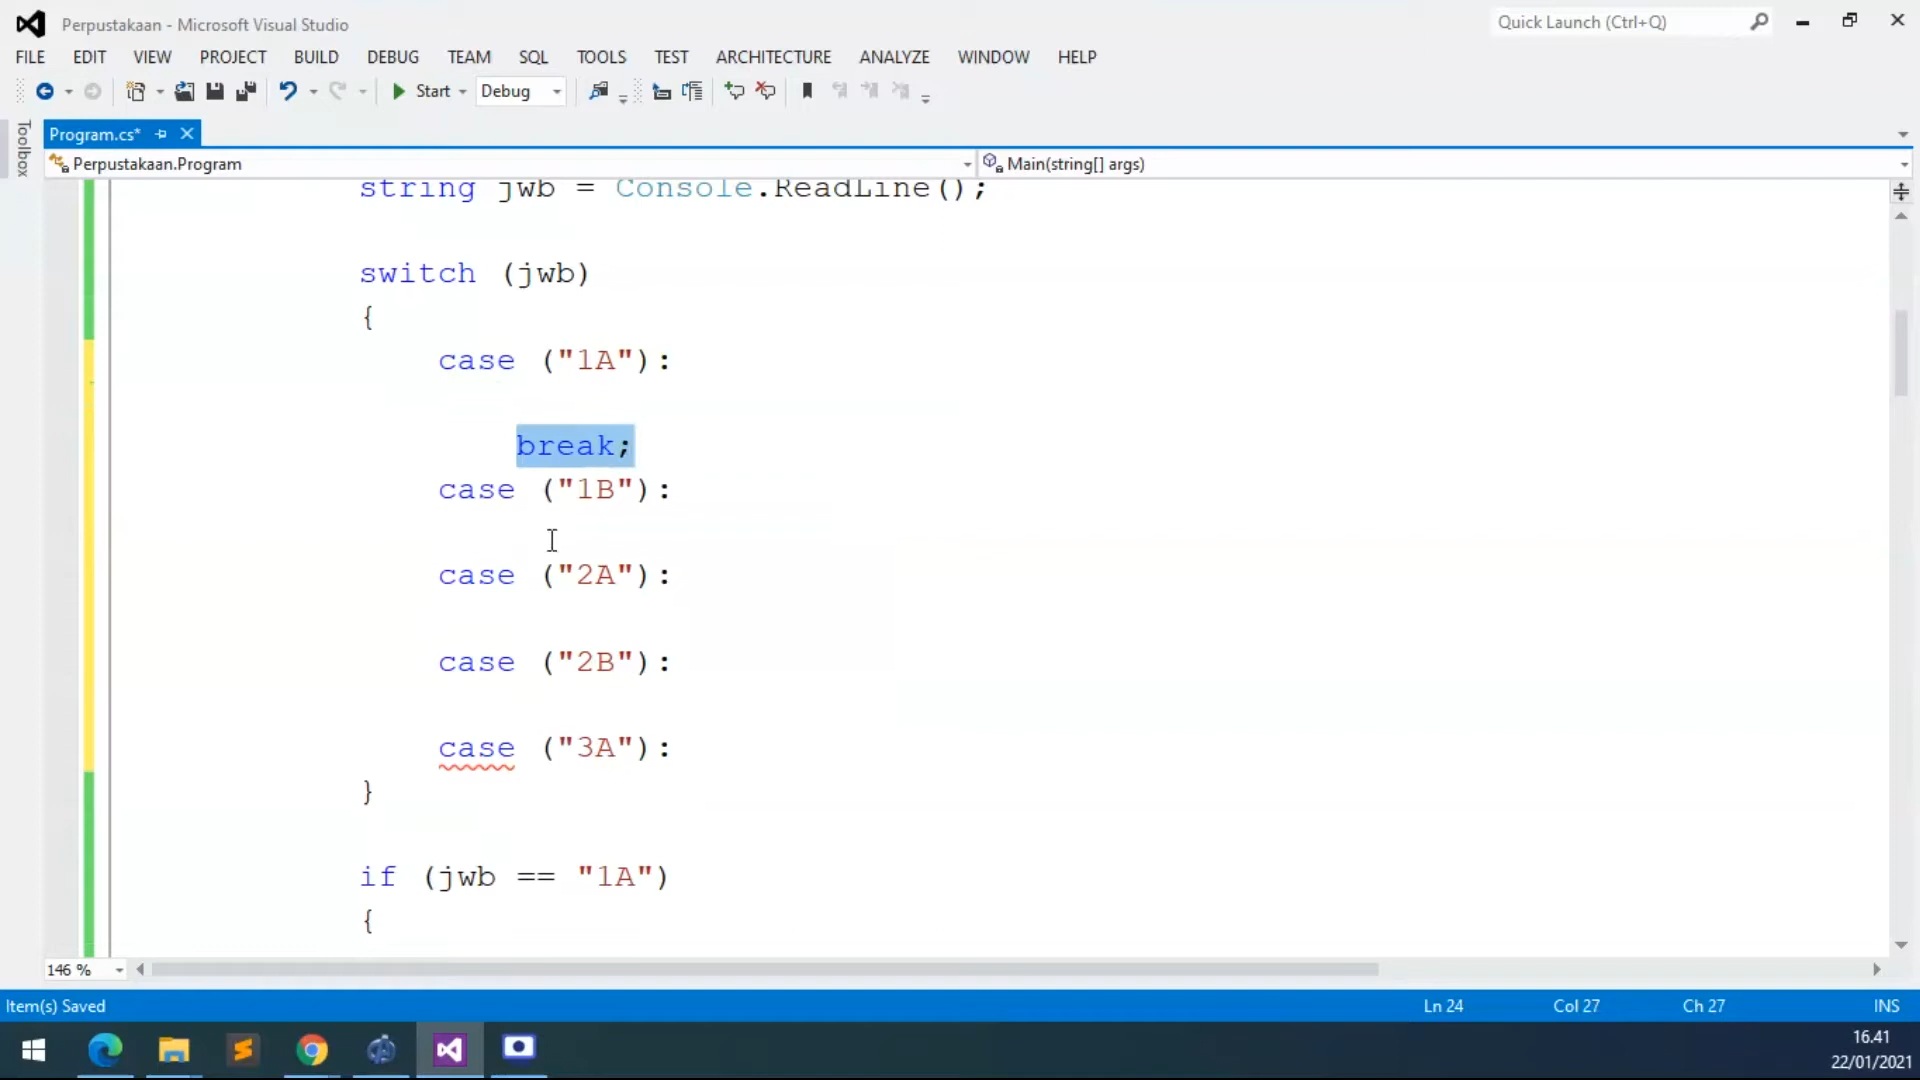 Perpustakaan - Microsoft Visual Studio
Quick Launch (Ctrl+Q)
FILE EDIT VIEW PROJECT BUILD DEBUG TEAM SQL TOOLS TEST ARCHITECTURE ANALYZE WINDOW HELP
Start Debug
Toolbox
Program.cs*
Perpustakaan.Program
Main(string[] args)
string jwb = Console.ReadLine();
switch (jwb)
{
case ("1A"):
break;
case ("1B"):
case ("2A"):
case ("2B"):
case ("3A"):
}
if (jwb == "1A")
{
146 %
Item(s) Saved
Ln 24 Col 27 Ch 27 INS
16.41
22/01/2021